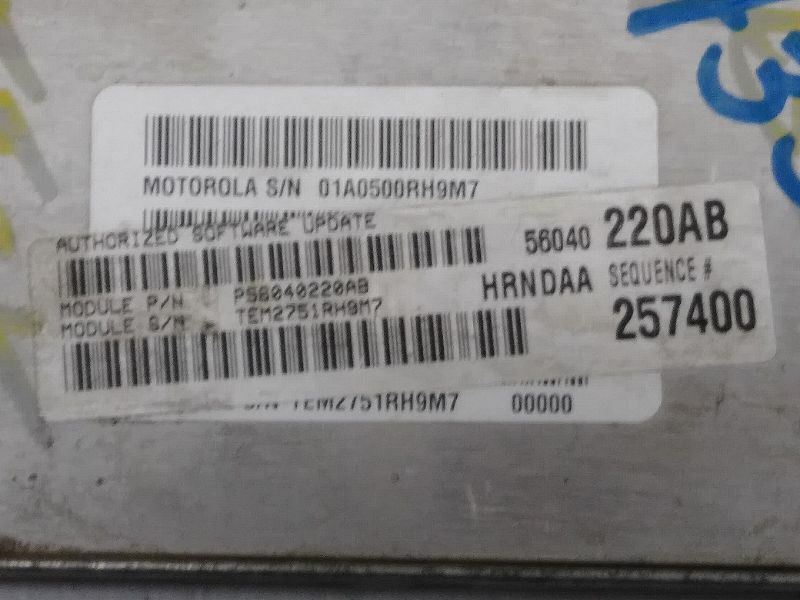 MOTOROLA S/N 01A0500RH9M7
AUTHORIZED SOFTWARE UPDATE
56040 220AB
MODULE P/N P56040220AB
HRNDAA SEQUENCE #
MODULE S/N TEM2751RH9M7
257400
S/N TEM2751RH9M7 00000